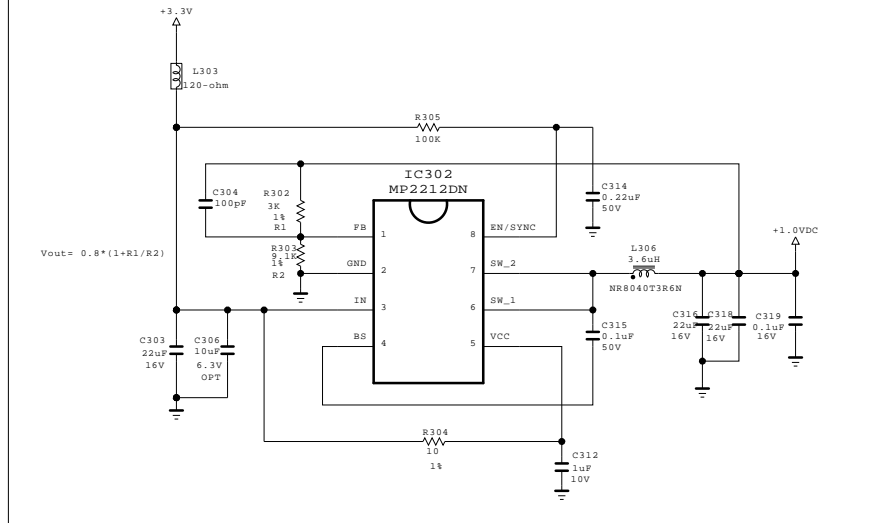 +3.3V
L303
120-ohm
R305
100K
IC302
MP2212DN
C304
100pF
R302
3K
1%
R1
C314
0.22uF
50V
FB
1
8
EN/SYNC
+1.0VDC
R303
9.1K
1%
R2
Vout= 0.8*(1+R1/R2)
GND
2
7
SW_2
L306
3.6uH
NR8040T3R6N
IN
3
6
SW_1
C303
22uF
16V
C306
10uF
6.3V
OPT
BS
4
5
VCC
C315
0.1uF
50V
C316
22uF
16V
C318
22uF
16V
C319
0.1uF
16V
R304
10
1%
C312
1uF
10V